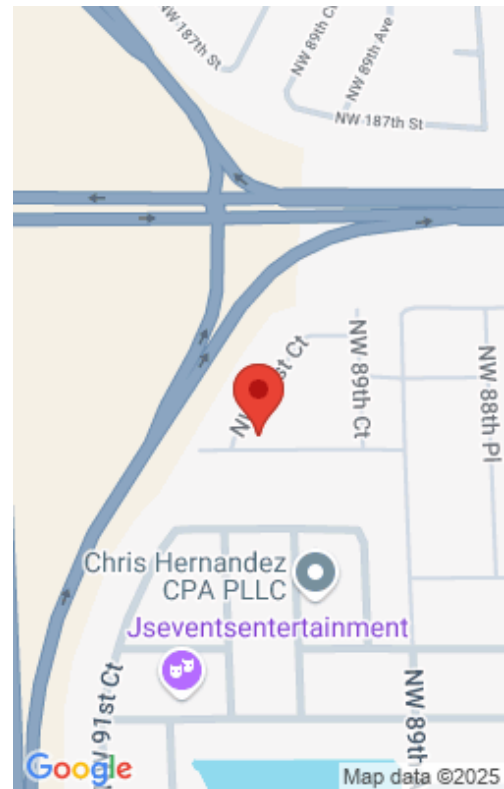 NW 187th St
NW 89th Ct
NW 89th Ave
NW 187th St
NW 89th Ct
NW 88th Pl
Chris Hernandez
CPA PLLC
Jseventsentertainment
91st Ct
NW 89th
Google
Map data ©2025